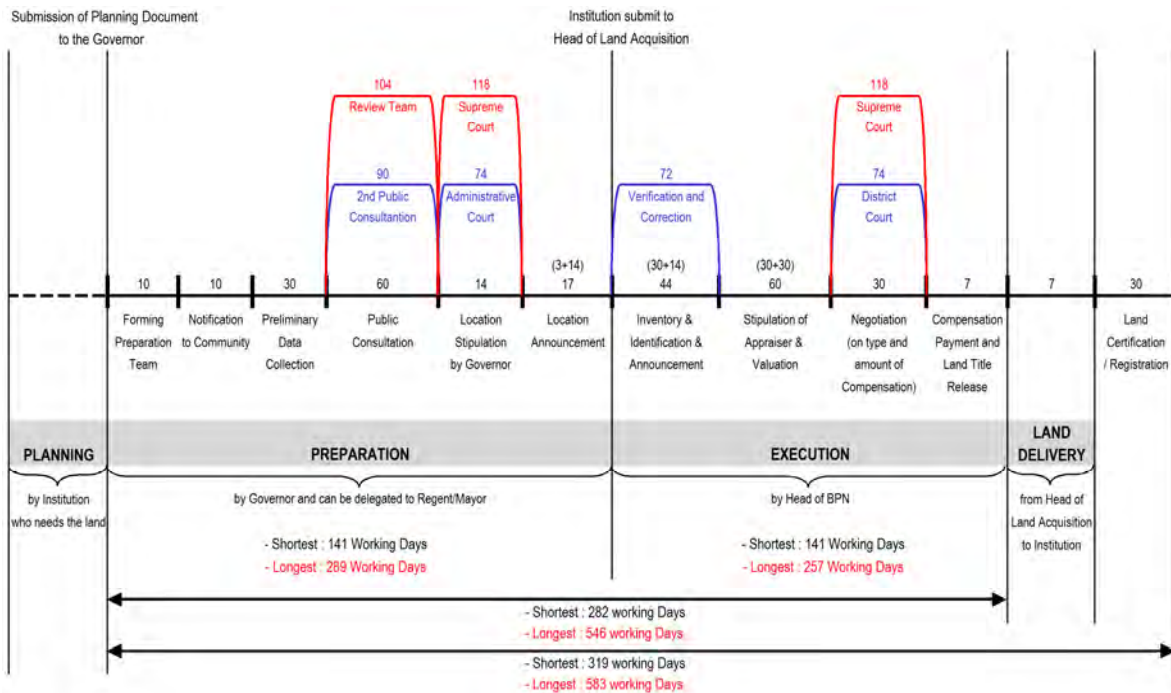 Submission of Planning Document
to the Governor
Institution submit to
Head of Land Acquisition
104
Review Team
118
Supreme
Court
118
Supreme
Court
90
2nd Public
Consultantion
74
Administrative
Court
72
Verification and
Correction
74
District
Court
(3+14)
(30+14)
(30+30)
10
10
30
60
14
17
44
60
30
7
7
30
Forming
Preparation
Team
Notification
to Community
Preliminary
Data
Collection
Public
Consultation
Location
Stipulation
by Governor
Location
Announcement
Inventory &
Identification &
Announcement
Stipulation of
Appraiser &
Valuation
Negotiation
(on type and
amount of
Compensation)
Compensation
Payment and
Land Title
Release
Land
Certification
/ Registration
PLANNING
PREPARATION
EXECUTION
LAND
DELIVERY
by Institution
who needs the land
by Governor and can be delegated to Regent/Mayor
by Head of BPN
from Head of
Land Acquisition
to Institution
- Shortest : 141 Working Days
- Longest : 289 Working Days
- Shortest : 141 Working Days
- Longest : 257 Working Days
- Shortest : 282 working Days
- Longest : 546 working Days
- Shortest : 319 working Days
- Longest : 583 working Days